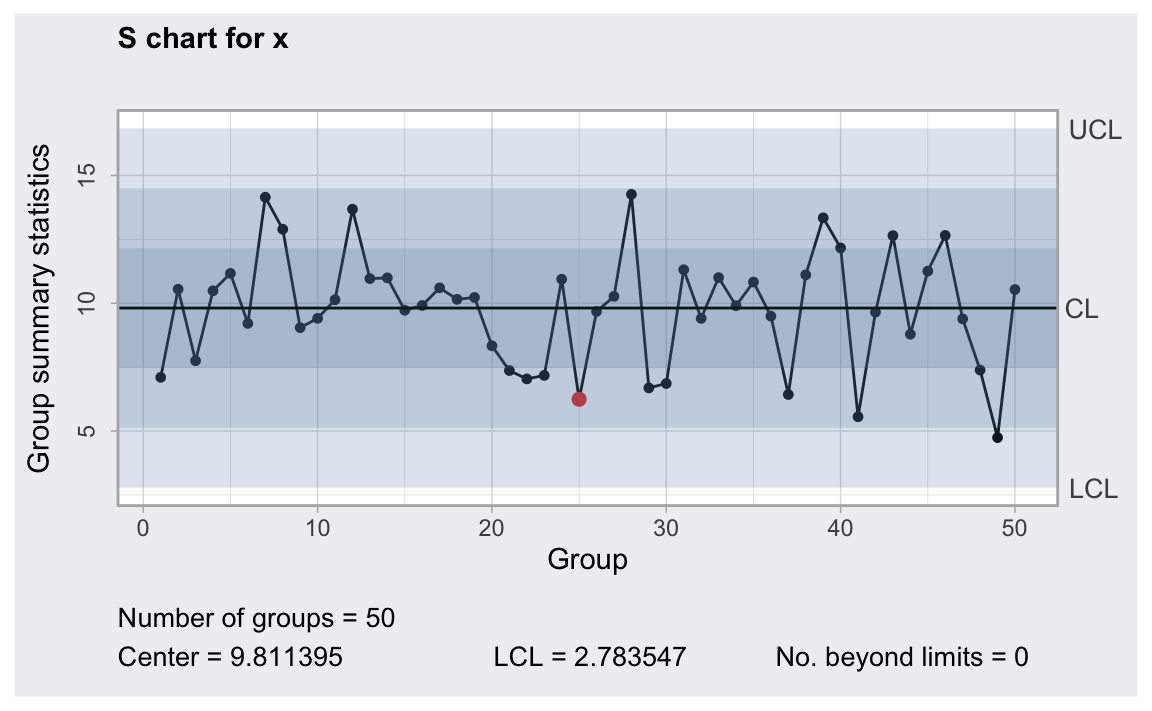 S chart for x
Group summary statistics
15
10
5
UCL
CL
LCL
0 10 20 30 40 50
Group
Number of groups = 50
Center = 9.811395 LCL = 2.783547 No. beyond limits = 0